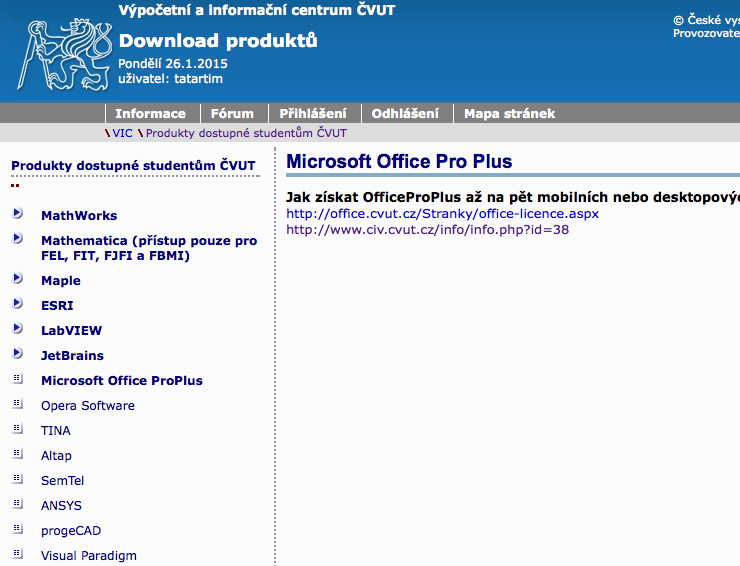 Výpočetní a informační centrum ČVUT
Download produktů
Pondělí 26.1.2015
uživatel: tatartim
© České
Provozovate
Informace Fórum Přihlášení Odhlášení Mapa stránek
VIC \ Produkty dostupné studentům ČVUT
Produkty dostupné studentům ČVUT
MathWorks
Mathematica (přístup pouze pro
FEL, FIT, FJFI a FBMI)
Maple
ESRI
LabVIEW
JetBrains
Microsoft Office ProPlus
Opera Software
TINA
Altap
SemTel
ANSYS
progeCAD
Visual Paradigm
Microsoft Office Pro Plus
Jak získat OfficeProPlus až na pět mobilních nebo desktopový
http://office.cvut.cz/Stranky/office-licence.aspx
http://www.civ.cvut.cz/info/info.php?id=38